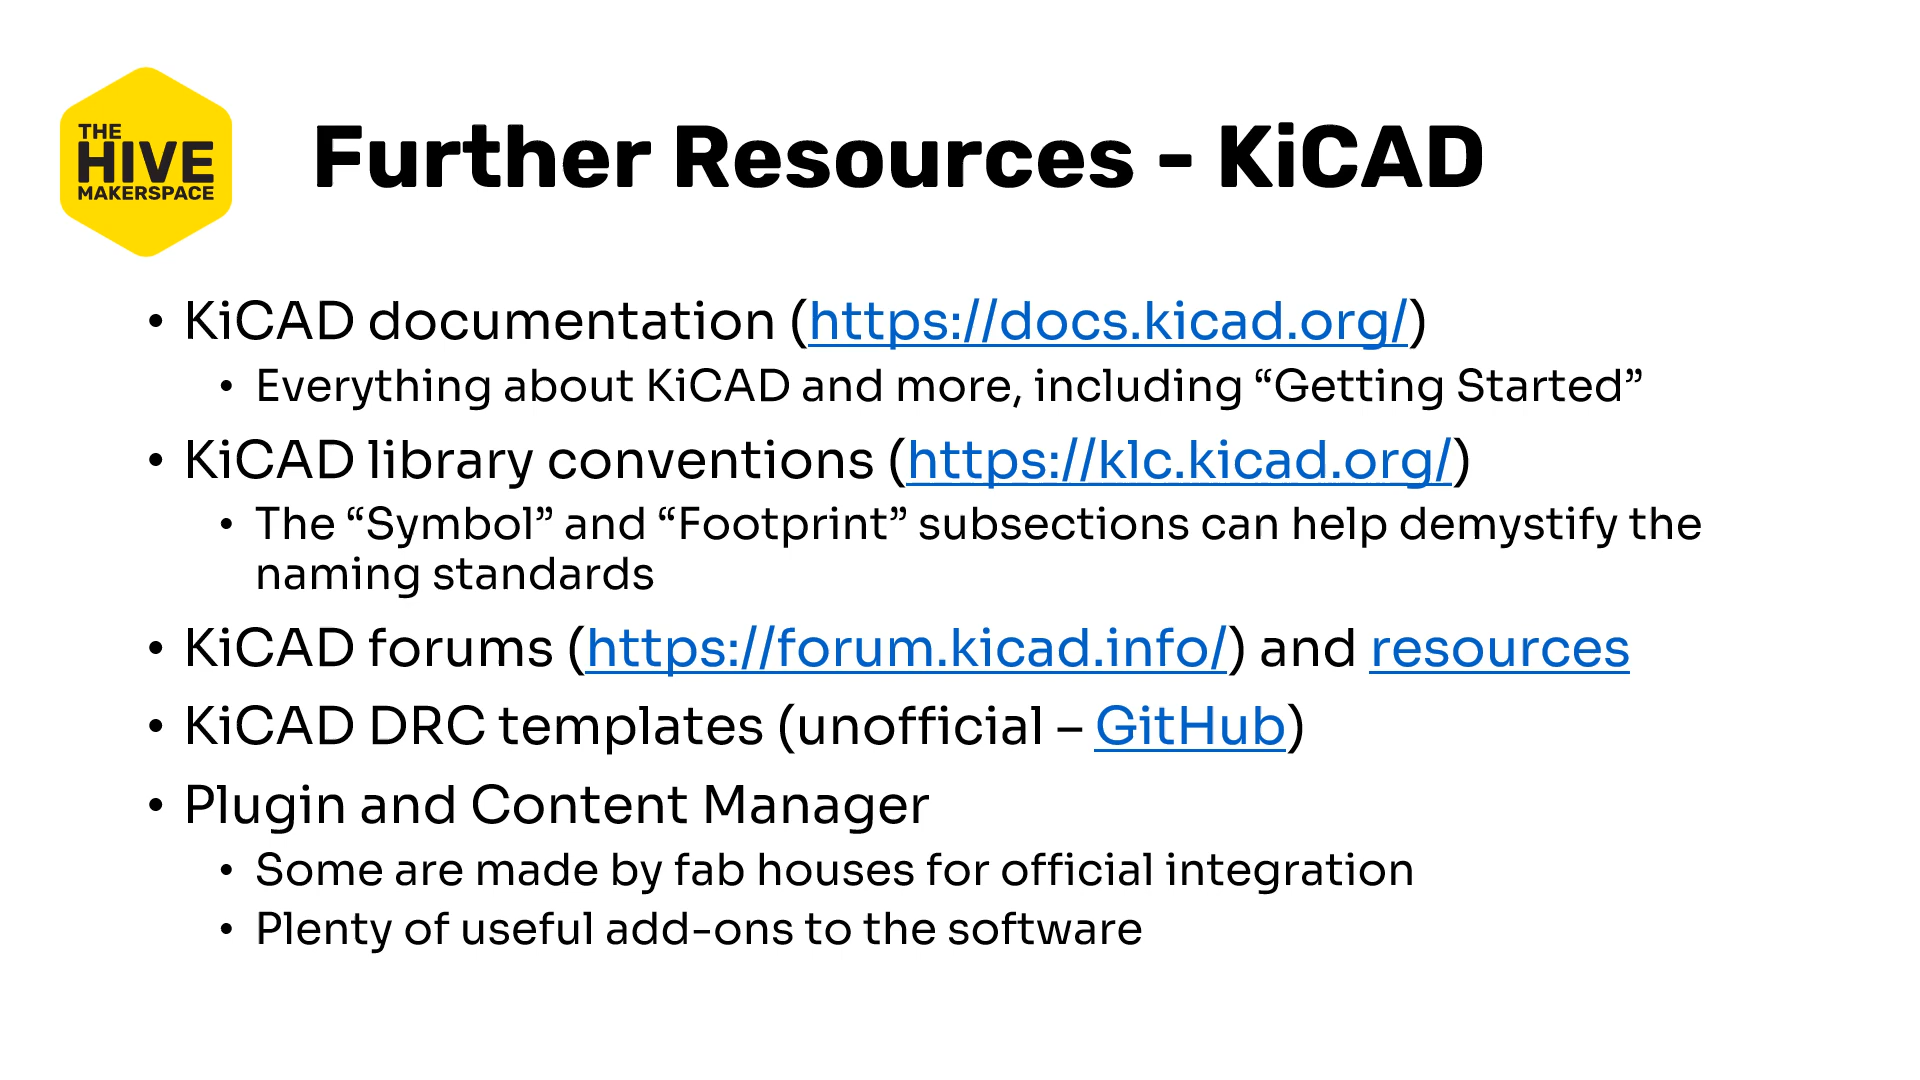 THE
HIVE
MAKERSPACE
Further Resources - KiCAD
• KiCAD documentation (https://docs.kicad.org/)
• Everything about KiCAD and more, including “Getting Started”
• KiCAD library conventions (https://klc.kicad.org/)
• The “Symbol” and “Footprint” subsections can help demystify the
naming standards
• KiCAD forums (https://forum.kicad.info/) and resources
• KiCAD DRC templates (unofficial – GitHub)
• Plugin and Content Manager
• Some are made by fab houses for official integration
• Plenty of useful add-ons to the software